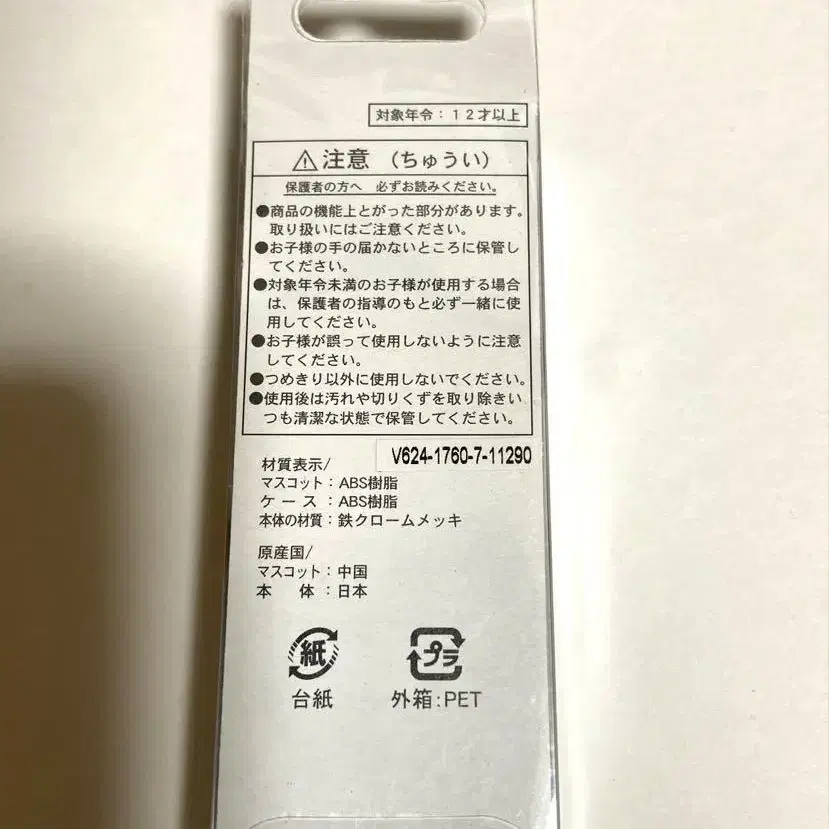 対象年令：１２才以上
⚠注意（ちゅうい）
保護者の方へ　必ずお読みください。
●商品の機能上とがった部分があります。
取り扱いにはご注意ください。
●お子様の手の届かないところに保管し
てください。
●対象年令未満のお子様が使用する場合
は、保護者の指導のもと必ず一緒に使
用してください。
●お子様が誤って使用しないように注意
してください。
●つめきり以外に使用しないでください。
●使用後は汚れや切りくずを取り除きい
つも清潔な状態で保管してください。
V624-1760-7-11290
材質表示/
マスコット：ABS樹脂
ケース：ABS樹脂
本体の材質：鉄クロームメッキ
原産国/
マスコット：中国
本　体：日本
紙
プラ
台紙
外箱：PET